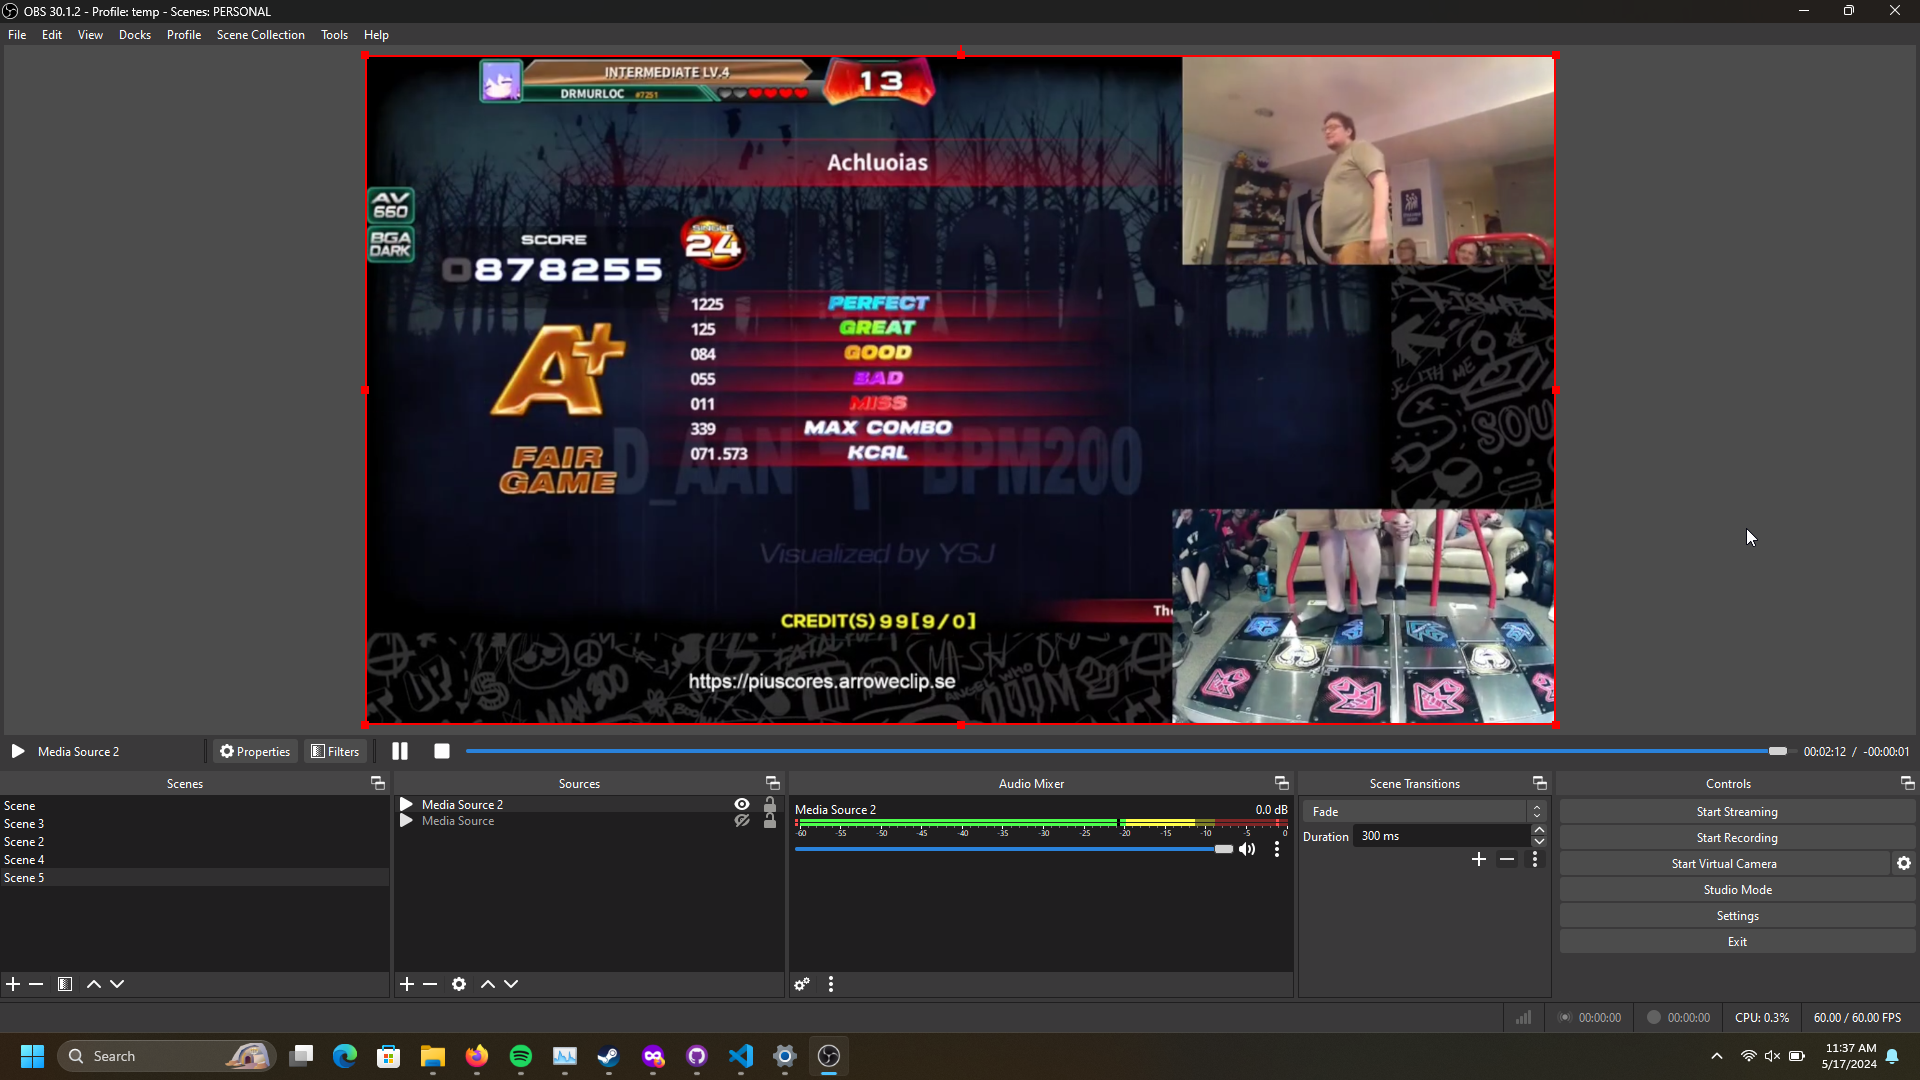 OBS 30.1.2 - Profile: temp - Scenes: PERSONAL
File Edit View Docks Profile Scene Collection Tools Help
INTERMEDIATE LV.4
DRMURLOC #7251
13
Achluoias
AV
660
BGA
DARK
SCORE
0878255
SINGLE
24
1225 PERFECT
125 GREAT
084 GOOD
055 BAD
011 MISS
339 MAX COMBO
071.573 KCAL
A+
FAIR
GAME
D_AAN BPM200
Visualized by YSJ
CREDIT(S) 99[9/0]
https://piuscores.arroweclip.se
Media Source 2 Properties Filters 00:02:12 / -00:00:01
Scenes
Scene
Scene 3
Scene 2
Scene 4
Scene 5
Sources
Media Source 2
Media Source
Audio Mixer
Media Source 2 0.0 dB
-60 -55 -50 -45 -40 -35 -30 -25 -20 -15 -10 -5 0
Scene Transitions
Fade
Duration 300 ms
Controls
Start Streaming
Start Recording
Start Virtual Camera
Studio Mode
Settings
Exit
00:00:00 00:00:00 CPU: 0.3% 60.00 / 60.00 FPS
Search
11:37 AM
5/17/2024